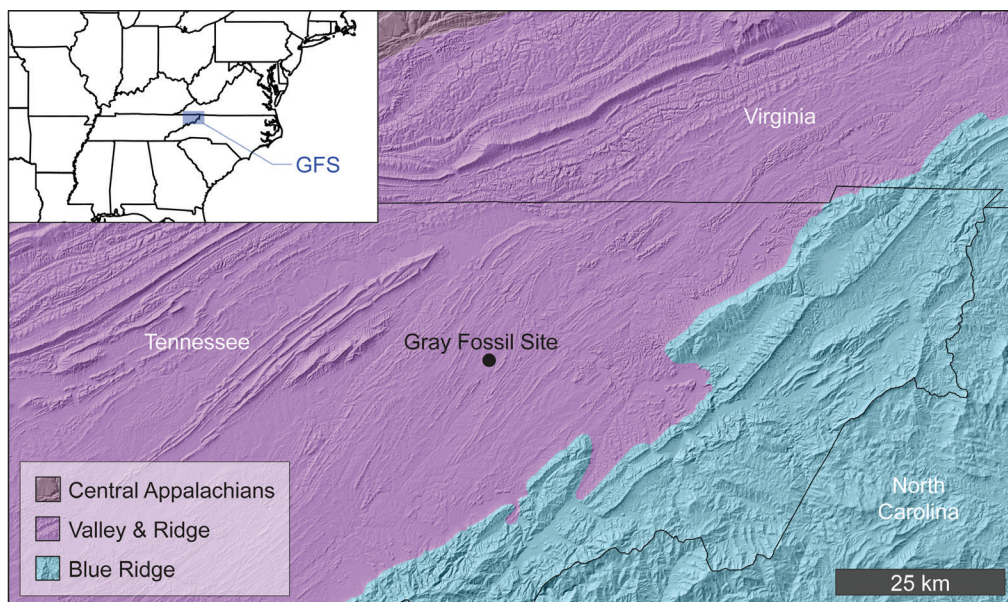 GFS
Virginia
Tennessee
Gray Fossil Site
Central Appalachians
Valley & Ridge
Blue Ridge
North
Carolina
25 km